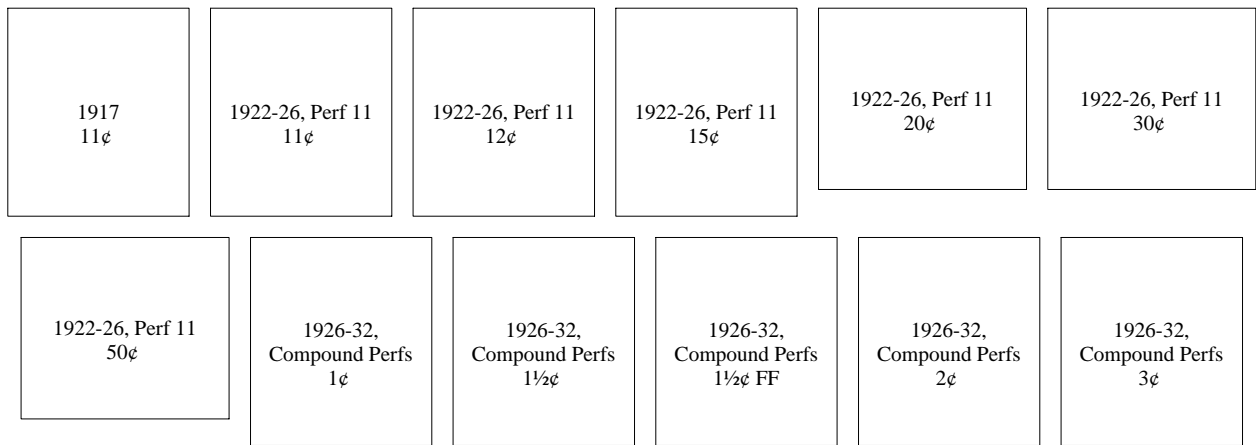 1917
11¢
1922-26, Perf 11
11¢
1922-26, Perf 11
12¢
1922-26, Perf 11
15¢
1922-26, Perf 11
20¢
1922-26, Perf 11
30¢
1922-26, Perf 11
50¢
1926-32,
Compound Perfs
1¢
1926-32,
Compound Perfs
1½¢
1926-32,
Compound Perfs
1½¢ FF
1926-32,
Compound Perfs
2¢
1926-32,
Compound Perfs
3¢